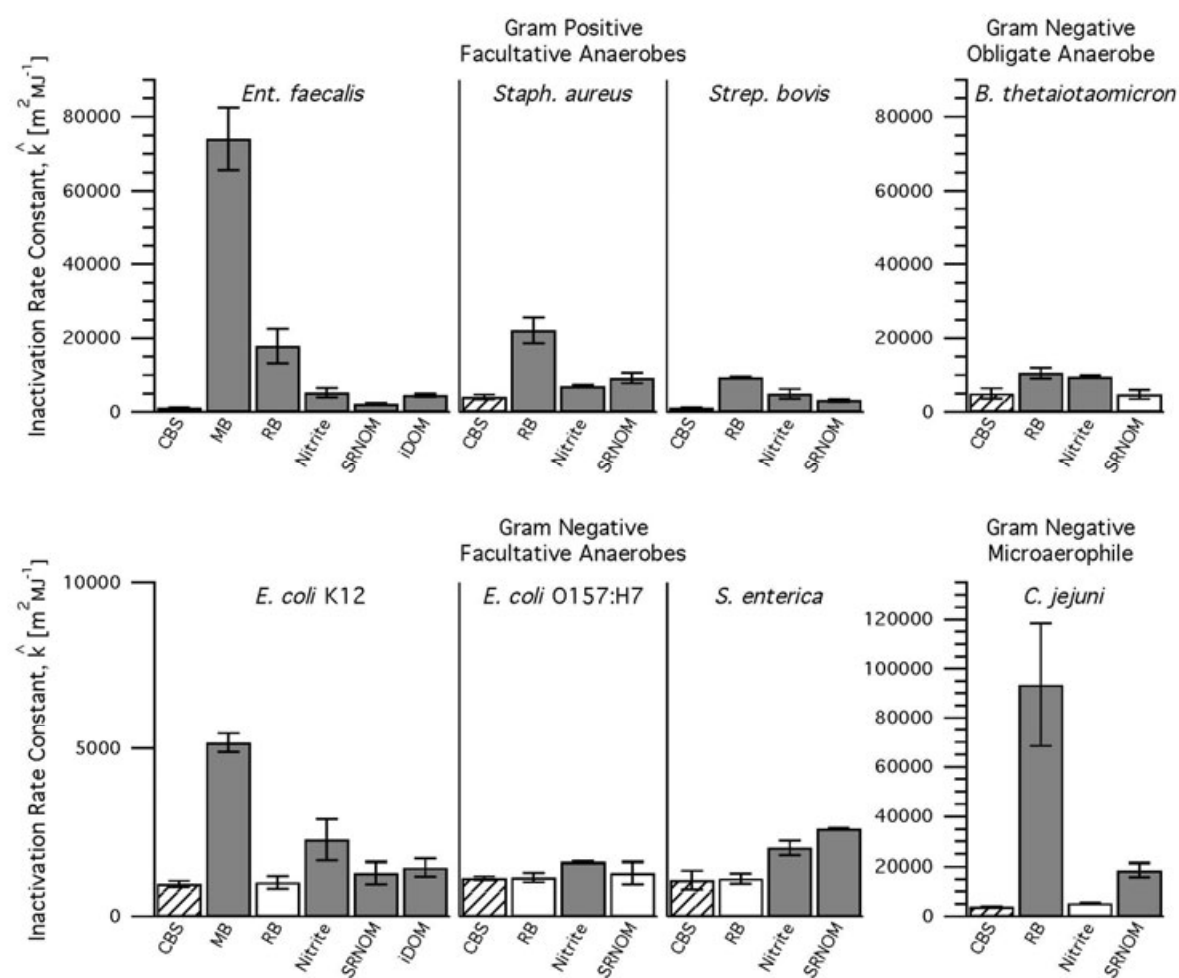 Gram Positive
Facultative Anaerobes
Gram Negative
Obligate Anaerobe
Inactivation Rate Constant, k̂ [m²MJ⁻¹]
80000
60000
40000
20000
0
Ent. faecalis
CBS
MB
RB
Nitrite
SRNOM
iDOM
Staph. aureus
CBS
RB
Nitrite
SRNOM
Strep. bovis
CBS
RB
Nitrite
SRNOM
80000
60000
40000
20000
0
B. thetaiotaomicron
CBS
RB
Nitrite
SRNOM
Gram Negative
Facultative Anaerobes
Gram Negative
Microaerophile
Inactivation Rate Constant, k̂ [m²MJ⁻¹]
10000
5000
0
E. coli K12
CBS
MB
RB
Nitrite
SRNOM
iDOM
E. coli O157:H7
CBS
RB
Nitrite
SRNOM
S. enterica
CBS
RB
Nitrite
SRNOM
120000
100000
80000
60000
40000
20000
0
C. jejuni
CBS
RB
Nitrite
SRNOM